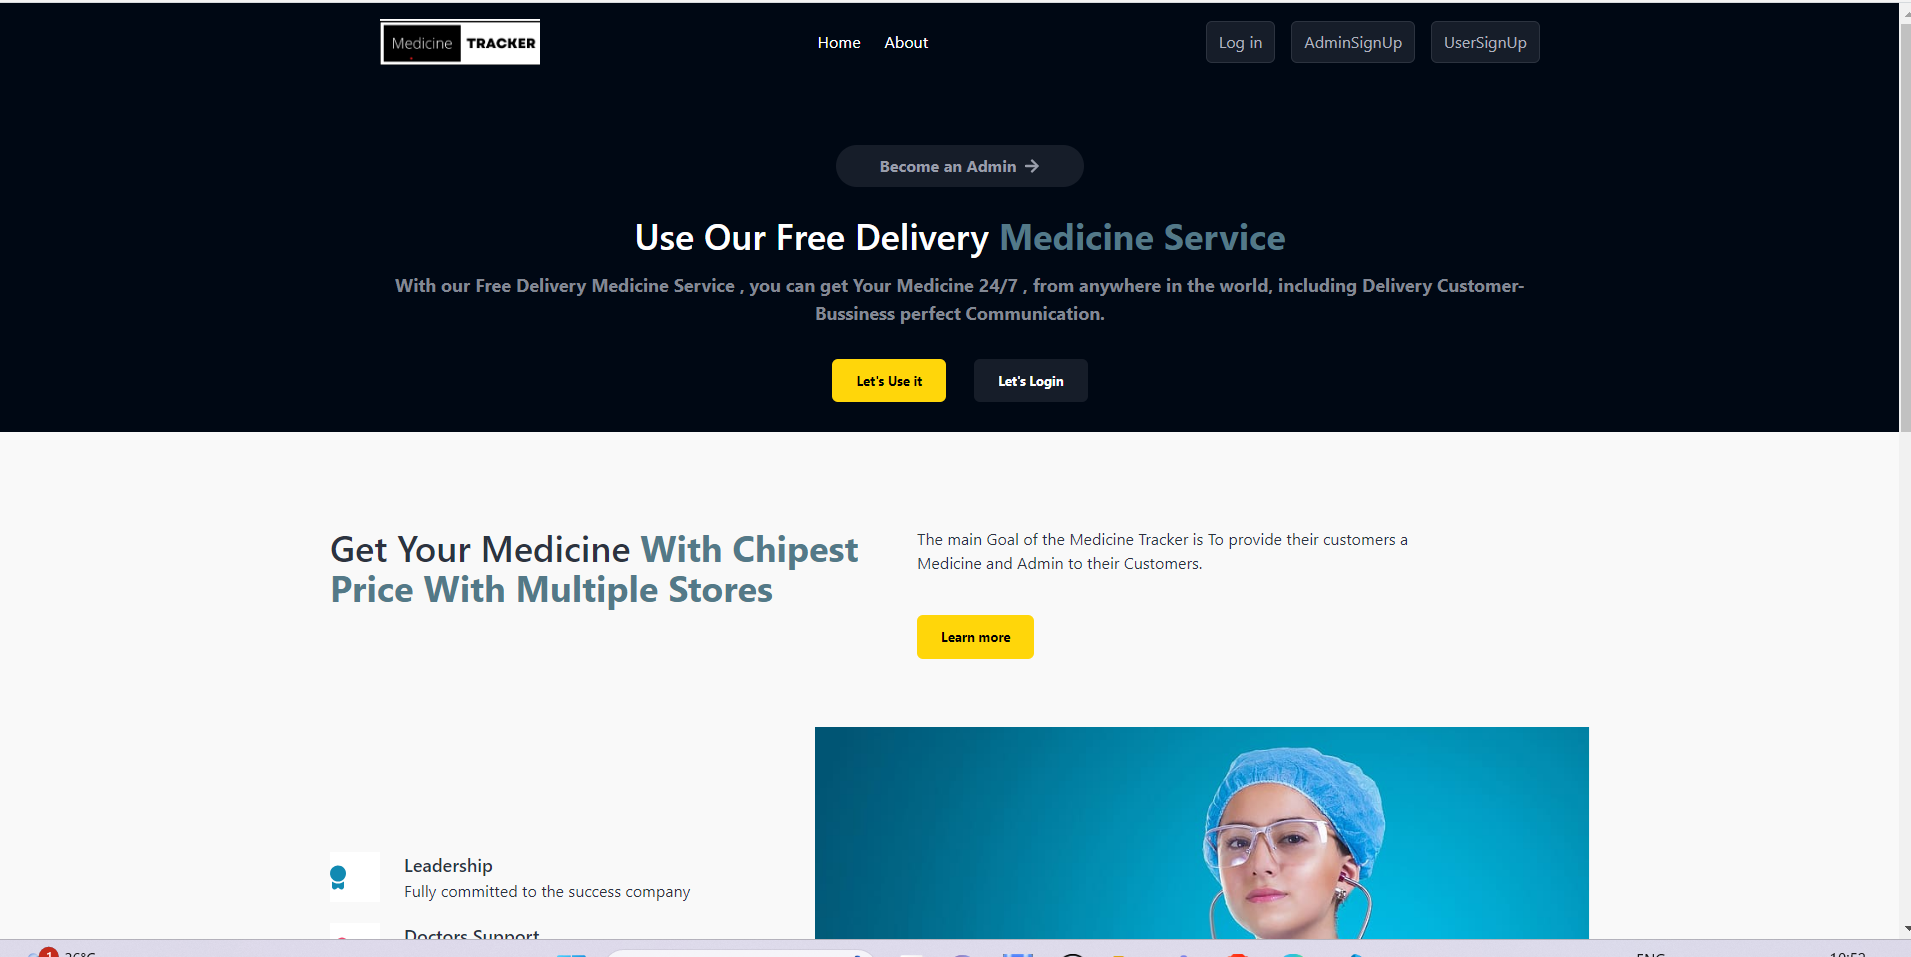 Medicine TRACKER
Home About
Log in AdminSignUp UserSignUp
Become an Admin
Use Our Free Delivery Medicine Service
With our Free Delivery Medicine Service , you can get Your Medicine 24/7 , from anywhere in the world, including Delivery Customer-
Bussiness perfect Communication.
Let's Use it Let's Login
Get Your Medicine With Chipest
Price With Multiple Stores
The main Goal of the Medicine Tracker is To provide their customers a
Medicine and Admin to their Customers.
Learn more
Leadership
Fully committed to the success company
Doctors Support